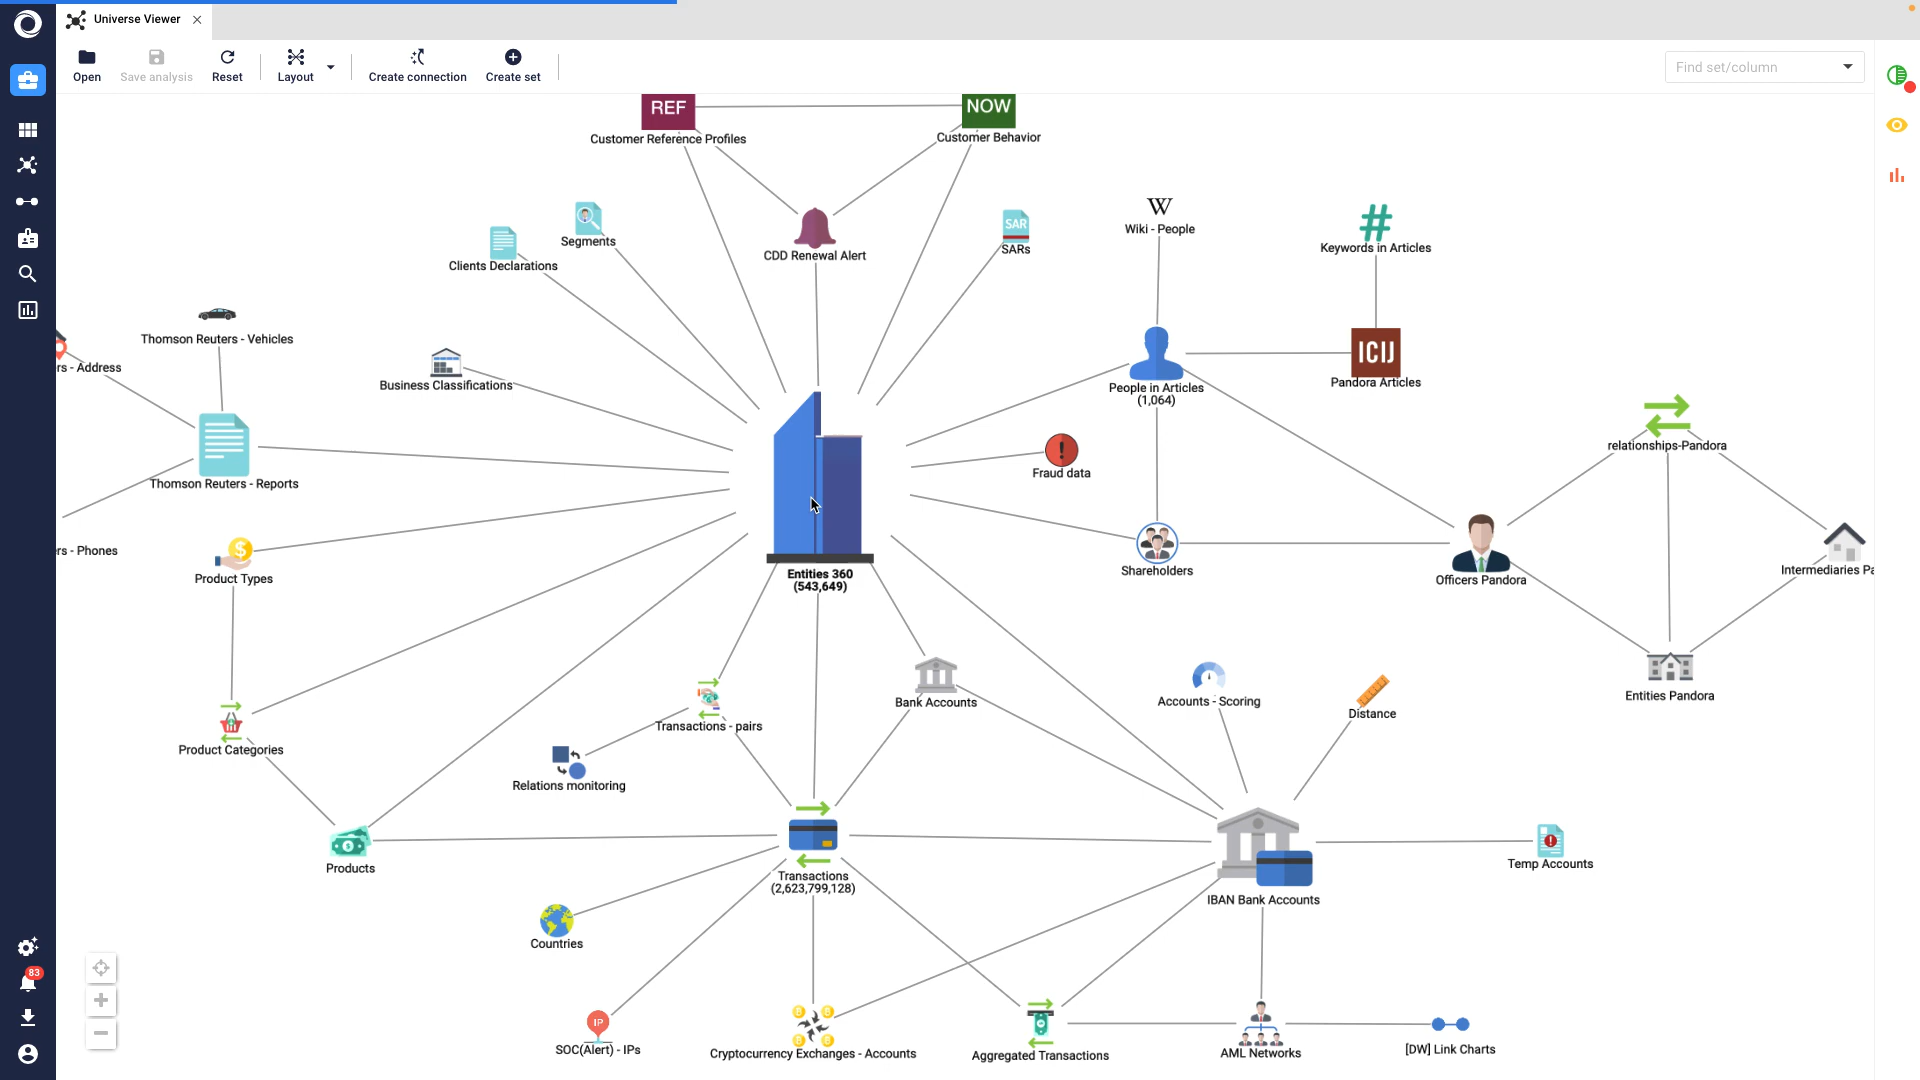 Universe Viewer
Open
Save analysis
Reset
Layout
Create connection
Create set
Find set/column
REF
Customer Reference Profiles
NOW
Customer Behavior
Segments
Clients Declarations
CDD Renewal Alert
SAR
SARs
W
Wiki - People
#
Keywords in Articles
Thomson Reuters - Vehicles
rs - Address
Business Classifications
People in Articles
(1,064)
ICIJ
Pandora Articles
relationships-Pandora
Thomson Reuters - Reports
Fraud data
rs - Phones
Product Types
Entities 360
(543,649)
Shareholders
Officers Pandora
Intermediaries Pa
Entities Pandora
Product Categories
Transactions - pairs
Bank Accounts
Accounts - Scoring
Distance
Relations monitoring
Products
Transactions
(2,623,799,128)
IBAN Bank Accounts
Temp Accounts
Countries
83
IP
SOC(Alert) - IPs
Cryptocurrency Exchanges - Accounts
Aggregated Transactions
AML Networks
[DW] Link Charts